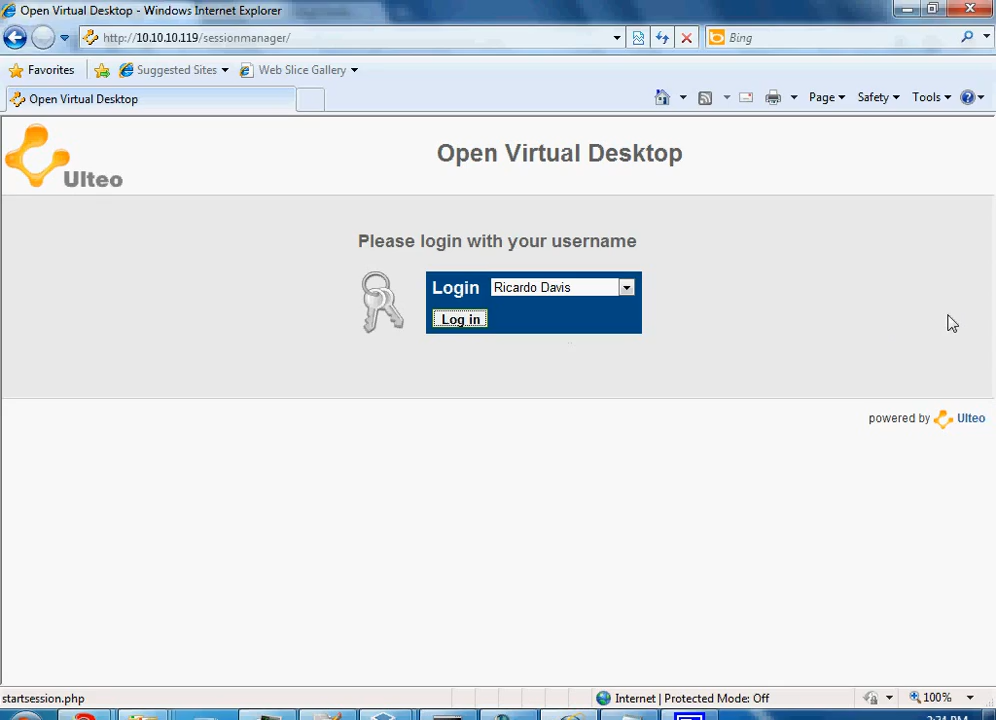 Open Virtual Desktop - Windows Internet Explorer
http://10.10.10.119/sessionmanager/
Bing
Favorites
Suggested Sites
Web Slice Gallery
Open Virtual Desktop
Page
Safety
Tools
Ulteo
Open Virtual Desktop
Please login with your username
Login
Ricardo Davis
Log in
powered by Ulteo
startsession.php
Internet | Protected Mode: Off
100%